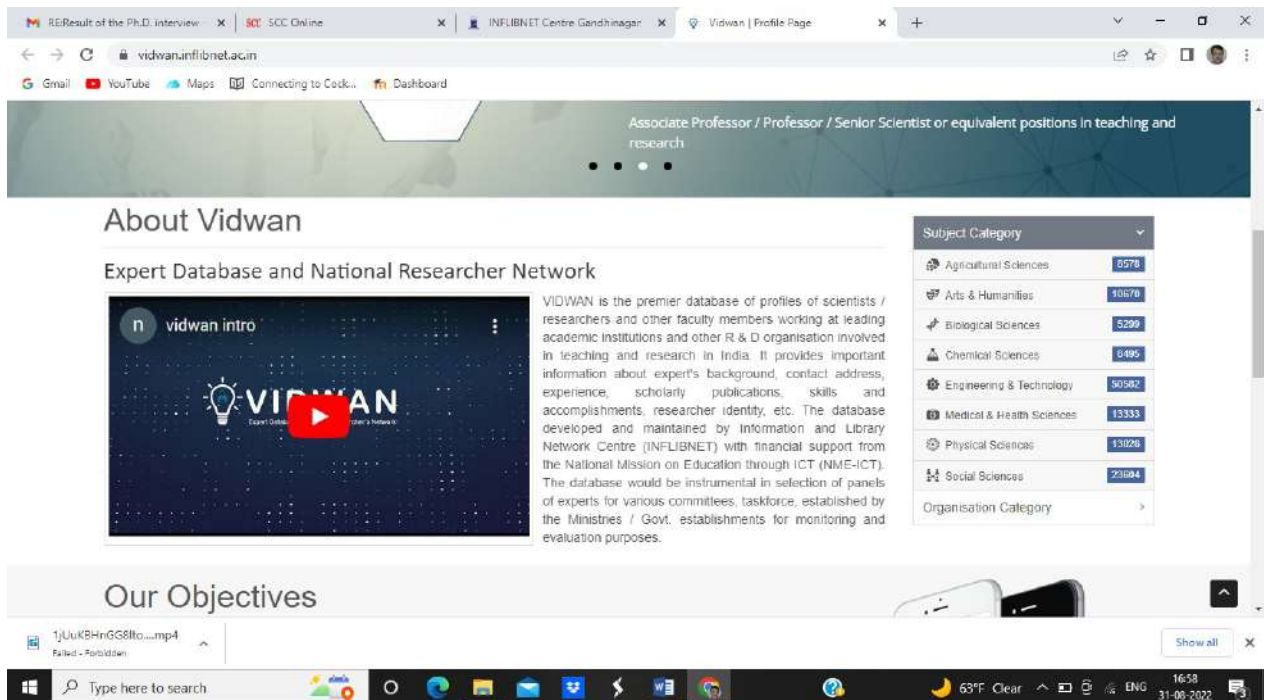 RE:Result of the Ph.D. interview
SCC SCC Online
INFLIBNET Centre Gandhinagar
Vidwan | Profile Page
vidwan.inflibnet.ac.in
Gmail
YouTube
Maps
Connecting to Cock...
Dashboard
Associate Professor / Professor / Senior Scientist or equivalent positions in teaching and
research
About Vidwan
Expert Database and National Researcher Network
n vidwan intro
VIDWAN
VIDWAN is the premier database of profiles of scientists /
researchers and other faculty members working at leading
academic institutions and other R & D organisation involved
in teaching and research in India. It provides important
information about expert's background, contact address,
experience, scholarly publications, skills and
accomplishments, researcher identity, etc. The database
developed and maintained by Information and Library
Network Centre (INFLIBNET) with financial support from
the National Mission on Education through ICT (NME-ICT).
The database would be instrumental in selection of panels
of experts for various committees, taskforce, established by
the Ministries / Govt. establishments for monitoring and
evaluation purposes.
Subject Category
Agricultural Sciences 8578
Arts & Humanities 10670
Biological Sciences 5299
Chemical Sciences 6495
Engineering & Technology 50582
Medical & Health Sciences 13333
Physical Sciences 13026
Social Sciences 23604
Organisation Category
Our Objectives
Failed - Forbidden
Show all
Type here to search
63°F Clear
ENG
16:58
31-08-2022